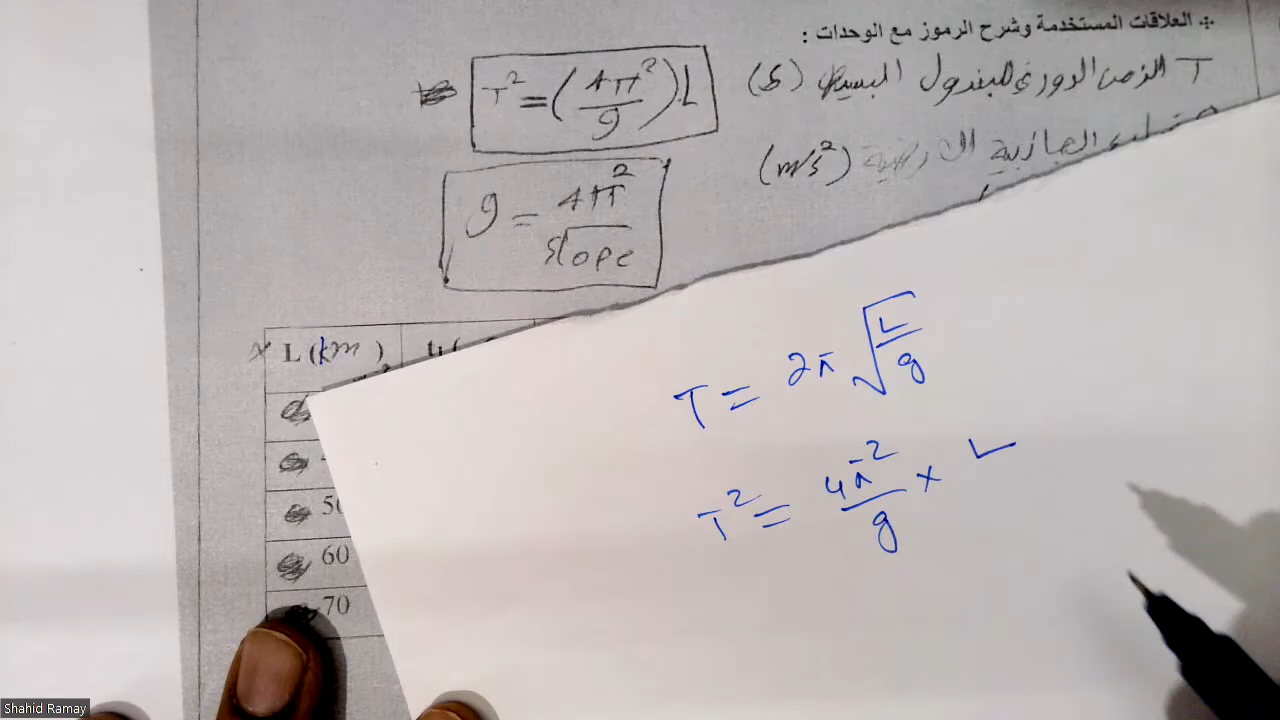 ÷ العلاقات المستخدمة وشرح الرموز مع الوحدات :
T الزمن الدوري للبندول البسيط (s)
T² = (4π²/g).L
الجاذبية (m/s²)
g = 4π²/slope
L (cm)
50
60
70
T = 2π √(L/g)
T² = 4π²/g × L
Shahid Ramay